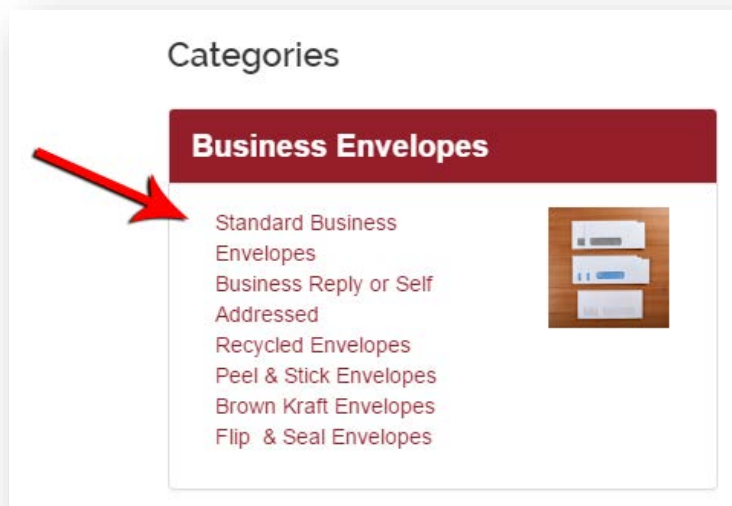 Categories
Business Envelopes
Standard Business
Envelopes
Business Reply or Self
Addressed
Recycled Envelopes
Peel & Stick Envelopes
Brown Kraft Envelopes
Flip  & Seal Envelopes